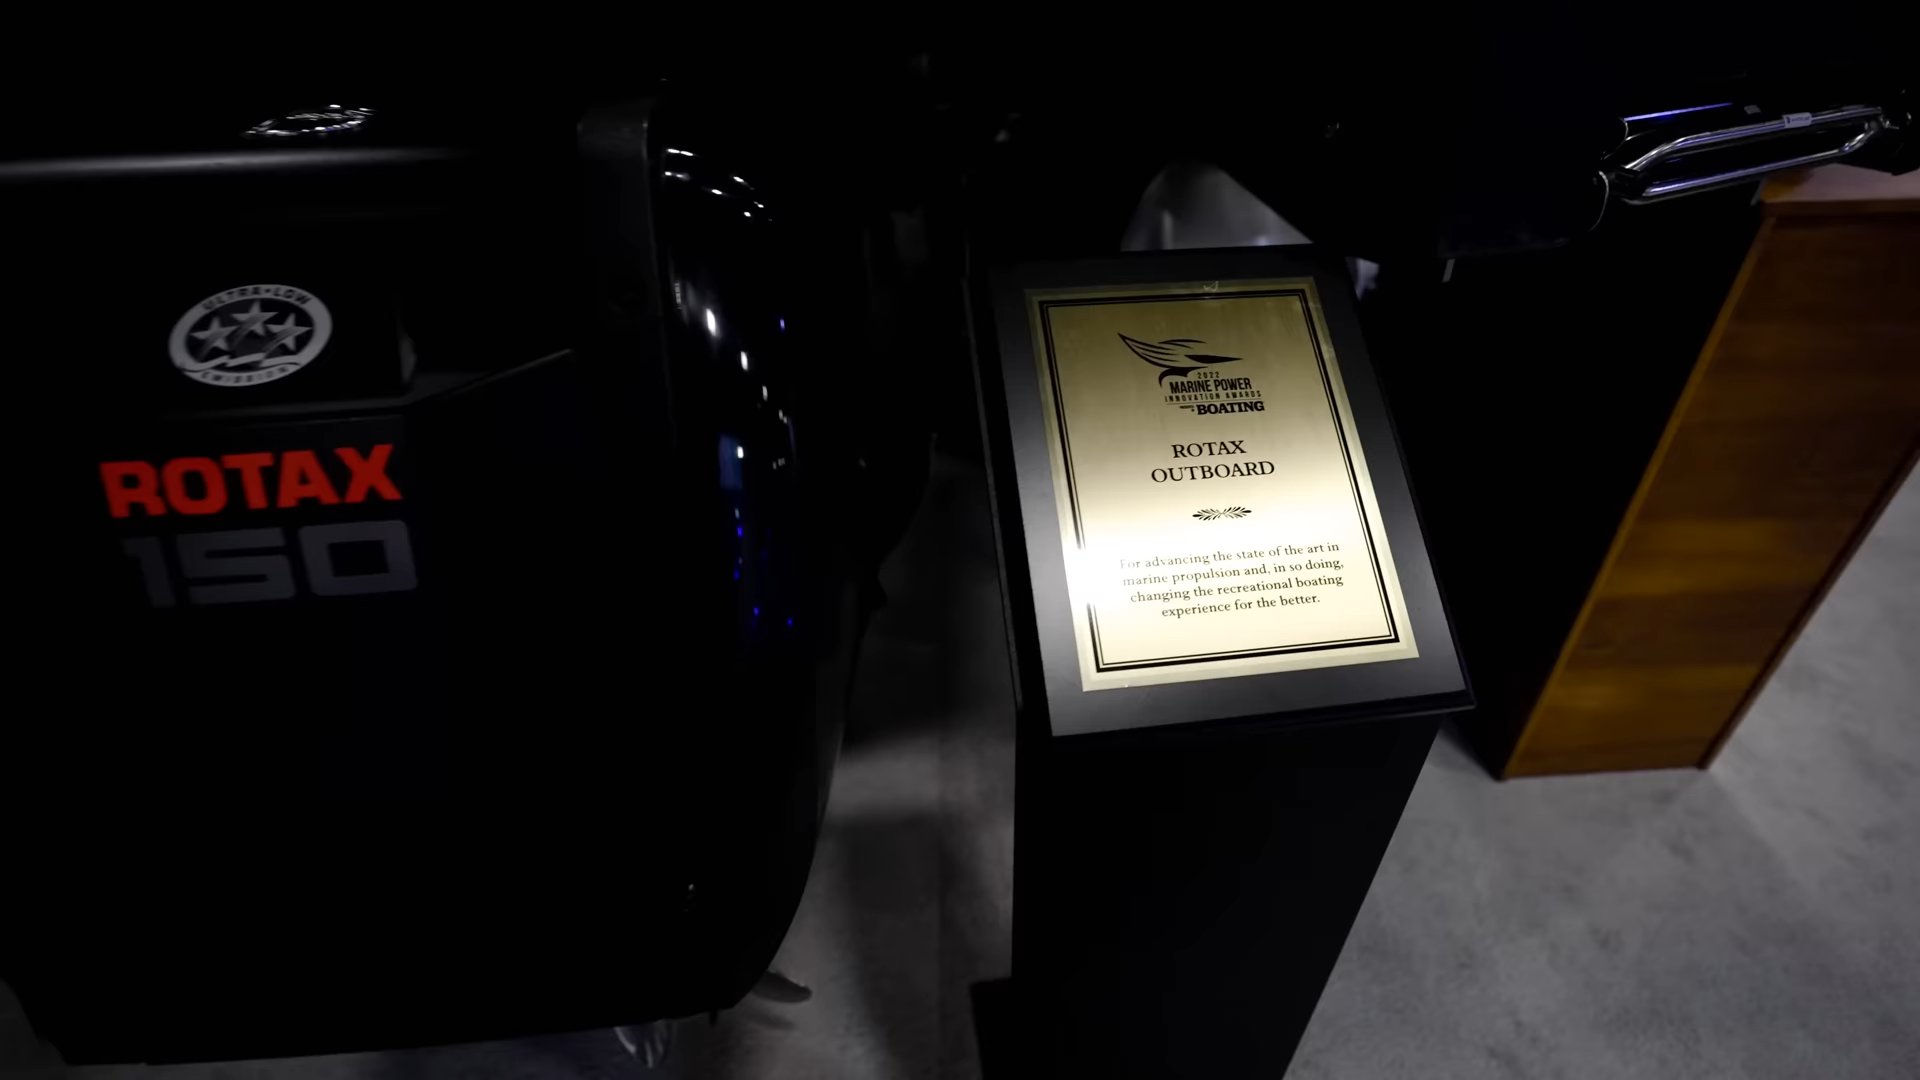 ULTRA-LOW
EMISSION
ROTAX
150
2022
MARINE POWER
INNOVATION AWARDS
BOATING
ROTAX
OUTBOARD
For advancing the state of the art in
marine propulsion and, in so doing,
changing the recreational boating
experience for the better.